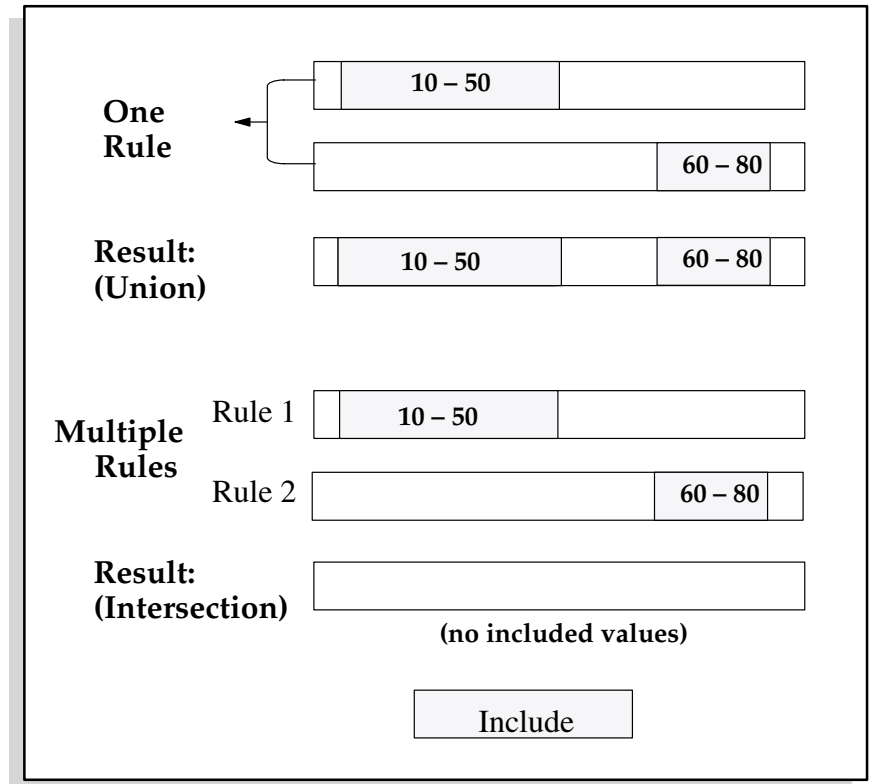 10 – 50
One
Rule
60 – 80
Result:
(Union)
10 – 50
60 – 80
Multiple
Rules
Rule 1
10 – 50
Rule 2
60 – 80
Result:
(Intersection)
(no included values)
Include